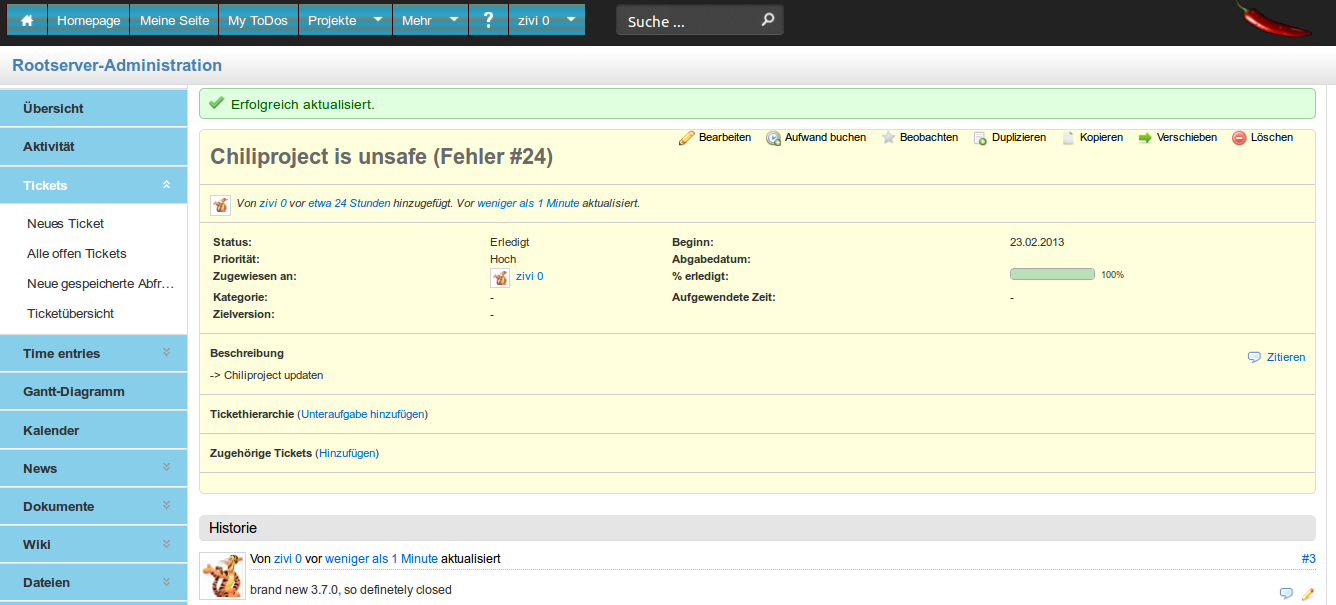 Homepage Meine Seite My ToDos Projekte Mehr ? zivi 0 Suche ...
Rootserver-Administration
Übersicht
Aktivität
Tickets
Neues Ticket
Alle offen Tickets
Neue gespeicherte Abfr...
Ticketübersicht
Time entries
Gantt-Diagramm
Kalender
News
Dokumente
Wiki
Dateien
Erfolgreich aktualisiert.
Bearbeiten Aufwand buchen Beobachten Duplizieren Kopieren Verschieben Löschen
Chiliproject is unsafe (Fehler #24)
Von zivi 0 vor etwa 24 Stunden hinzugefügt. Vor weniger als 1 Minute aktualisiert.
Status: Erledigt Beginn: 23.02.2013
Priorität: Hoch Abgabedatum:
Zugewiesen an: zivi 0 % erledigt: 100%
Kategorie: - Aufgewendete Zeit: -
Zielversion: -
Beschreibung
Zitieren
-> Chiliproject updaten
Tickethierarchie (Unteraufgabe hinzufügen)
Zugehörige Tickets (Hinzufügen)
Historie
Von zivi 0 vor weniger als 1 Minute aktualisiert #3
brand new 3.7.0, so definetely closed